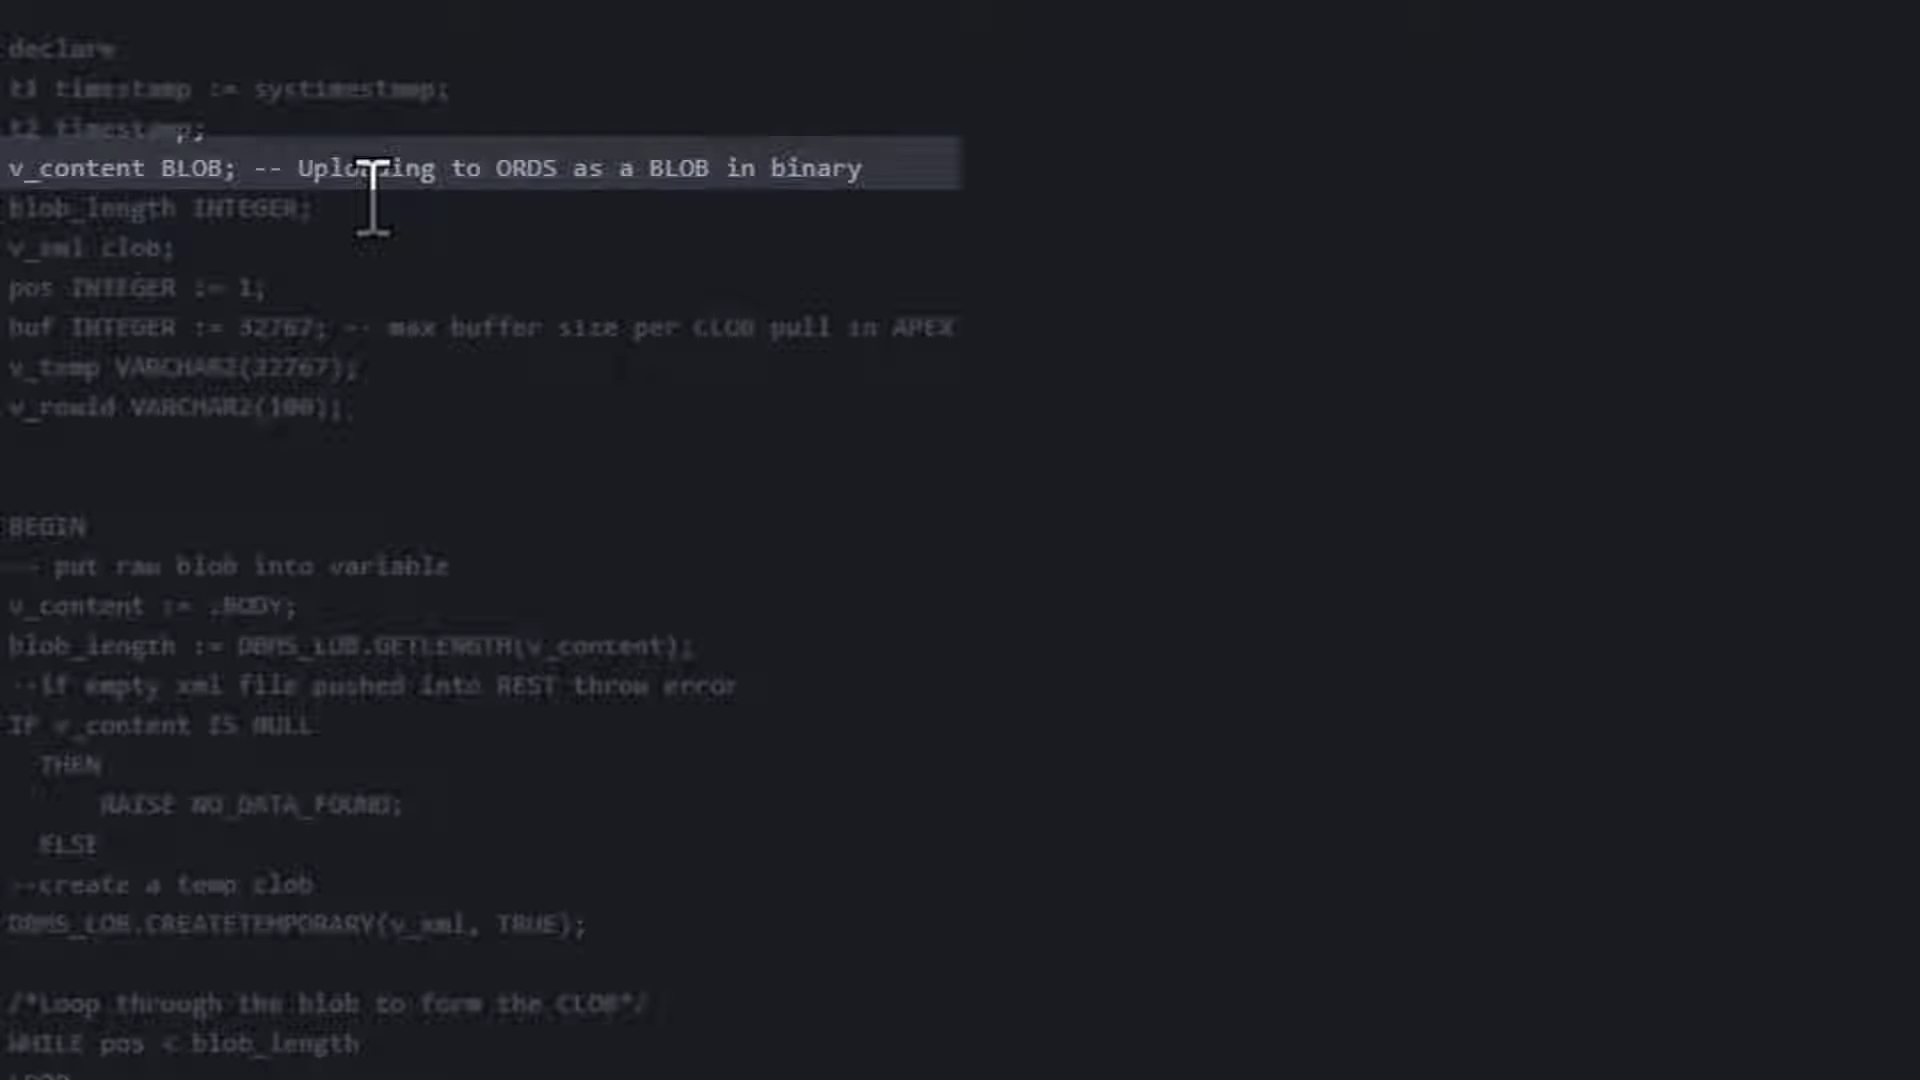 declare
t1 timestamp := systimestamp;
t2 timestamp;
v_content BLOB; -- Uploading to ORDS as a BLOB in binary
blob_length INTEGER;
v_xml clob;
pos INTEGER := 1;
buf INTEGER := 32767; -- max buffer size per CLOB pull in APEX
v_temp VARCHAR2(32767);
v_rowid VARCHAR2(100);
BEGIN
-- put raw blob into variable
v_content := :BODY;
blob_length := DBMS_LOB.GETLENGTH(v_content);
--if empty xml file pushed into REST throw error
IF v_content IS NULL
THEN
RAISE NO_DATA_FOUND;
ELSE
--create a temp clob
DBMS_LOB.CREATETEMPORARY(v_xml, TRUE);
/*Loop through the blob to form the CLOB*/
WHILE pos < blob_length
LOOP